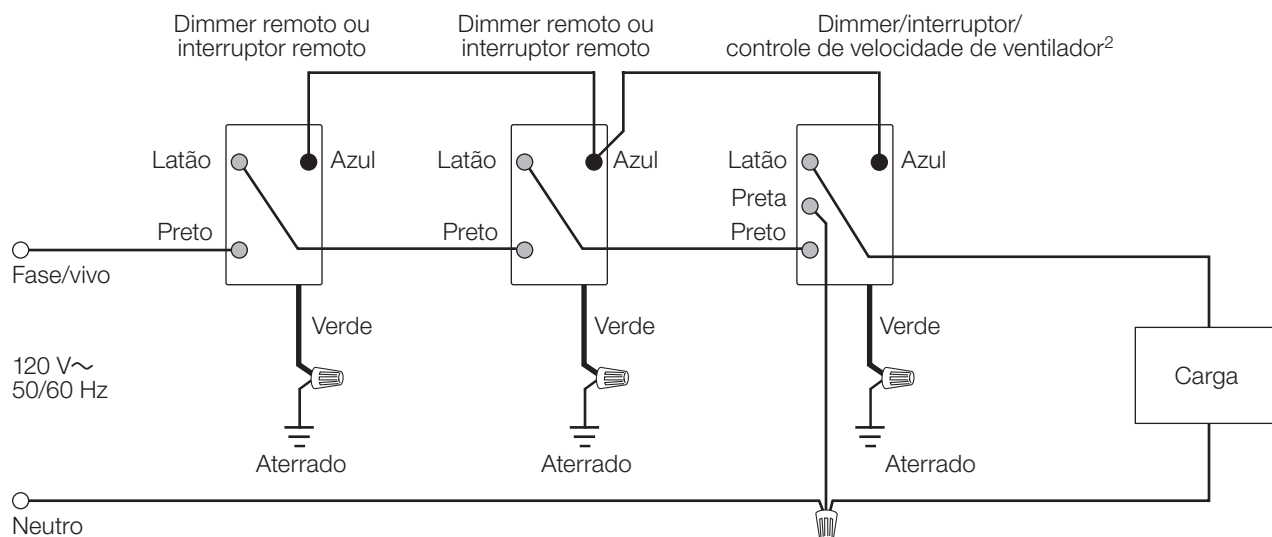 Dimmer remoto ou
interruptor remoto
Dimmer remoto ou
interruptor remoto
Dimmer/interruptor/
controle de velocidade de ventilador²
Latão
Azul
Latão
Azul
Latão
Azul
Preta
Preto
Preto
Preto
Fase/vivo
Verde
Verde
Verde
120 V~
50/60 Hz
Carga
Aterrado
Aterrado
Aterrado
Neutro